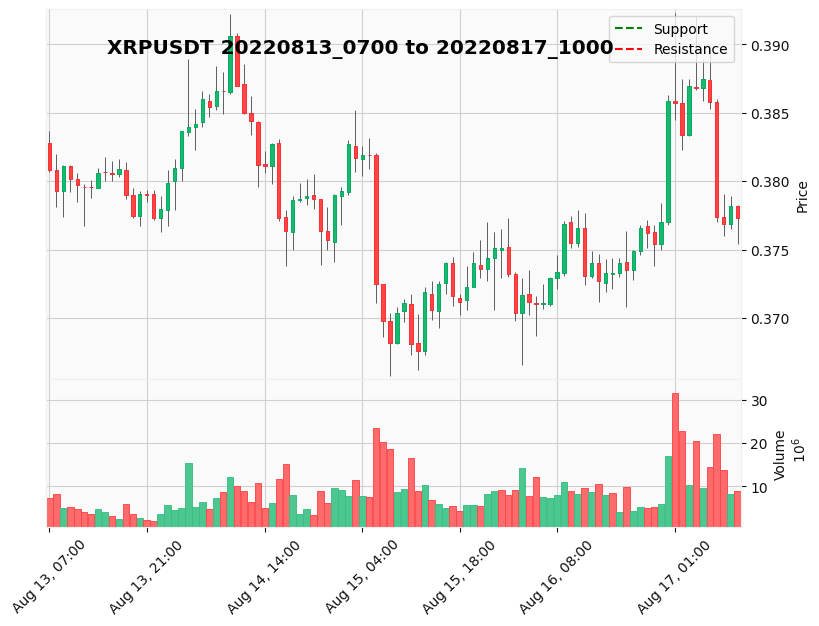 XRPUSDT 20220813_0700 to 20220817_1000
Support
Resistance
0.390
0.385
0.380
0.375
0.370
Price
30
20
10
Volume
10^6
Aug 13, 07:00
Aug 13, 21:00
Aug 14, 14:00
Aug 15, 04:00
Aug 15, 18:00
Aug 16, 08:00
Aug 17, 01:00